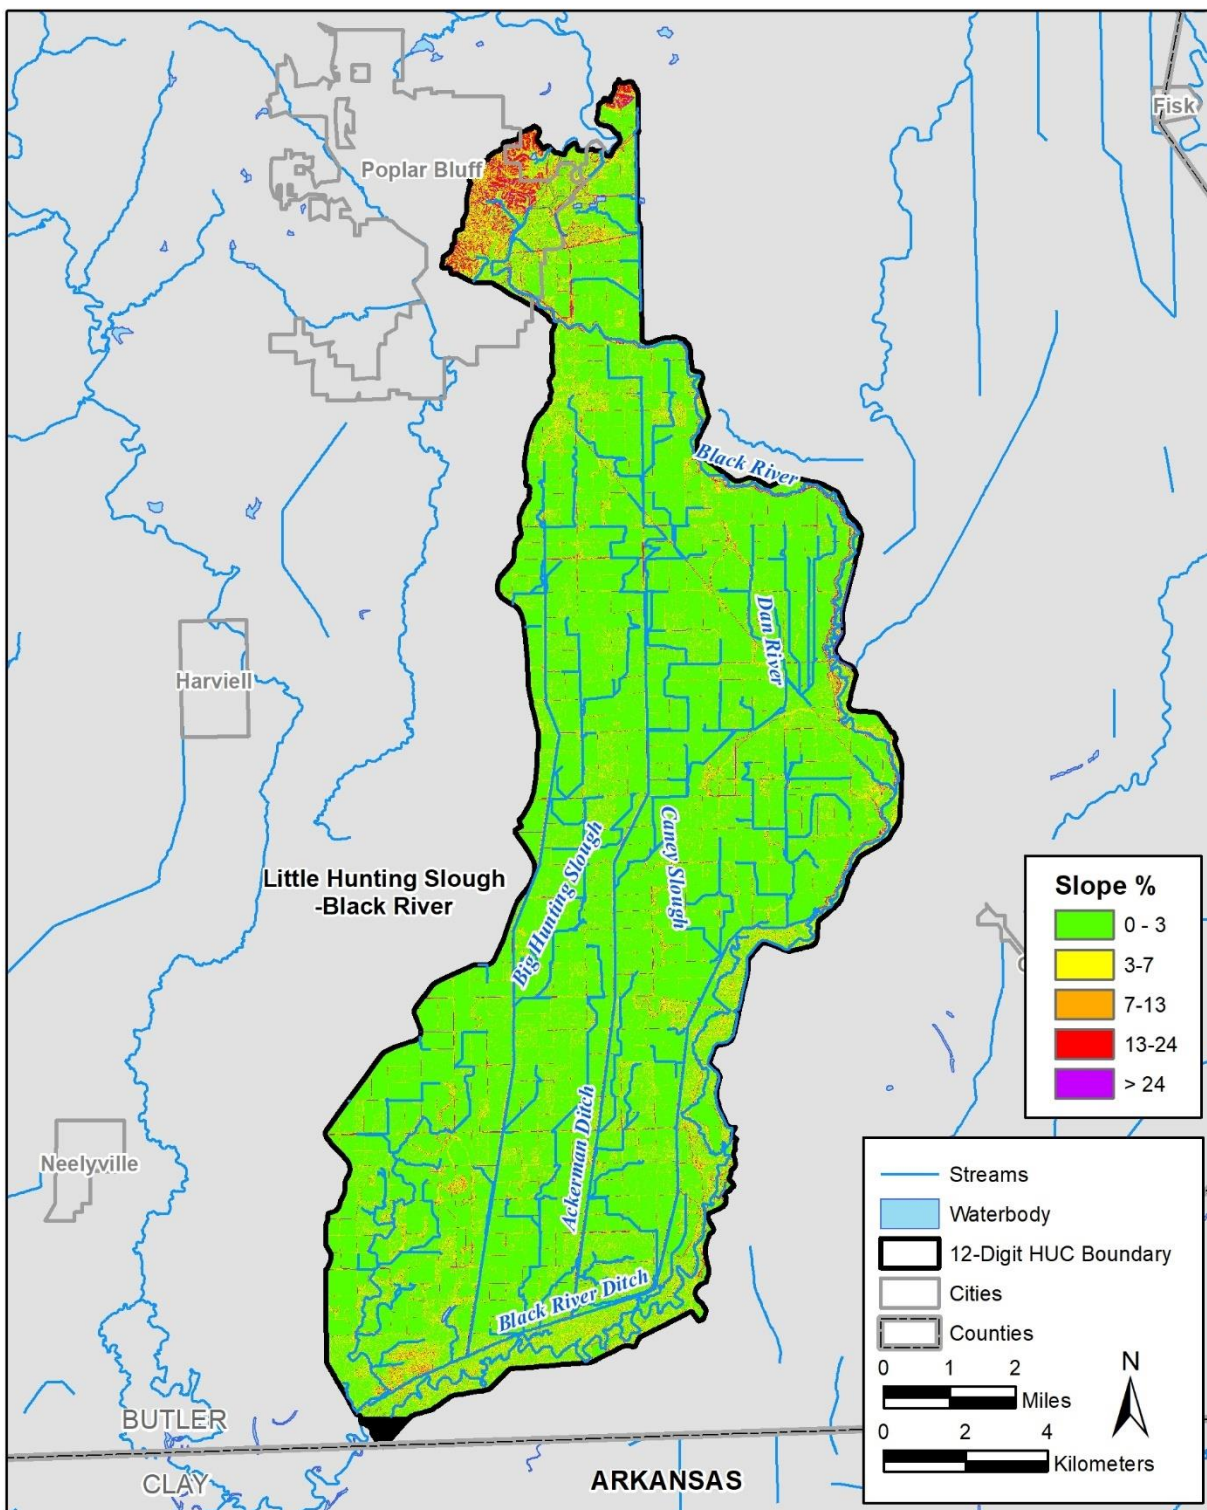 Fisk
Poplar Bluff
Black River
Dan River
Harviell
Caney Slough
Big Hunting Slough
Little Hunting Slough
-Black River
Slope %
0 - 3
3-7
7-13
13-24
> 24
Ackerman Ditch
Neelyville
Black River Ditch
Streams
Waterbody
12-Digit HUC Boundary
Cities
Counties
0 1 2
Miles
0 2 4
Kilometers
N
BUTLER
CLAY
ARKANSAS